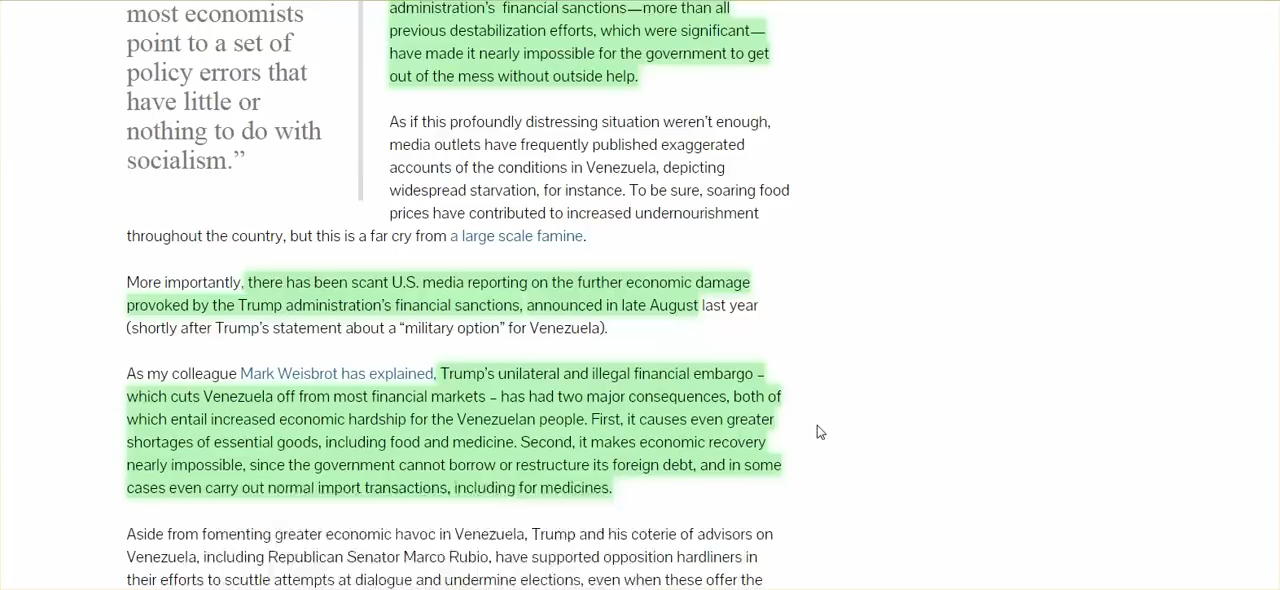 most economists
point to a set of
policy errors that
have little or
nothing to do with
socialism.”
administration’s financial sanctions—more than all
previous destabilization efforts, which were significant—
have made it nearly impossible for the government to get
out of the mess without outside help.
As if this profoundly distressing situation weren’t enough,
media outlets have frequently published exaggerated
accounts of the conditions in Venezuela, depicting
widespread starvation, for instance. To be sure, soaring food
prices have contributed to increased undernourishment
throughout the country, but this is a far cry from a large scale famine.
More importantly, there has been scant U.S. media reporting on the further economic damage
provoked by the Trump administration’s financial sanctions, announced in late August last year
(shortly after Trump’s statement about a “military option” for Venezuela).
As my colleague Mark Weisbrot has explained, Trump’s unilateral and illegal financial embargo –
which cuts Venezuela off from most financial markets – has had two major consequences, both of
which entail increased economic hardship for the Venezuelan people. First, it causes even greater
shortages of essential goods, including food and medicine. Second, it makes economic recovery
nearly impossible, since the government cannot borrow or restructure its foreign debt, and in some
cases even carry out normal import transactions, including for medicines.
Aside from fomenting greater economic havoc in Venezuela, Trump and his coterie of advisors on
Venezuela, including Republican Senator Marco Rubio, have supported opposition hardliners in
their efforts to scuttle attempts at dialogue and undermine elections, even when these offer the